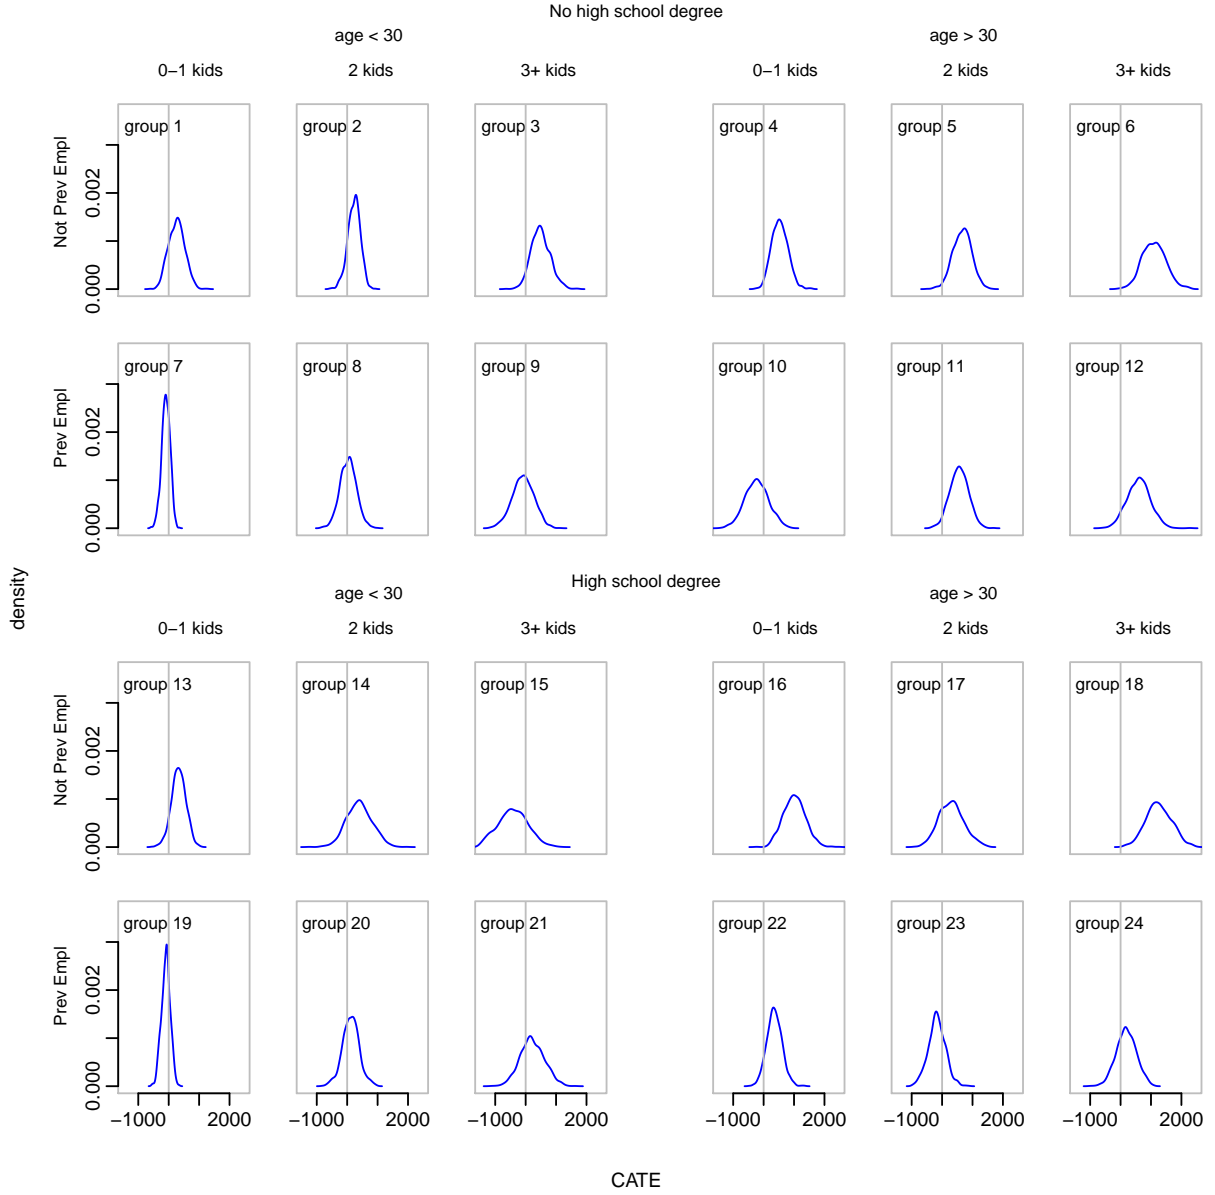 No high school degree
age < 30 age > 30
0−1 kids 2 kids 3+ kids 0−1 kids 2 kids 3+ kids
group 1 group 2 group 3 group 4 group 5 group 6
Not Prev Empl
0.002
0.000
group 7 group 8 group 9 group 10 group 11 group 12
Prev Empl
0.002
0.000
density
High school degree
age < 30 age > 30
0−1 kids 2 kids 3+ kids 0−1 kids 2 kids 3+ kids
group 13 group 14 group 15 group 16 group 17 group 18
Not Prev Empl
0.002
0.000
group 19 group 20 group 21 group 22 group 23 group 24
Prev Empl
0.002
0.000
−1000 2000 −1000 2000 −1000 2000 −1000 2000 −1000 2000 −1000 2000
CATE